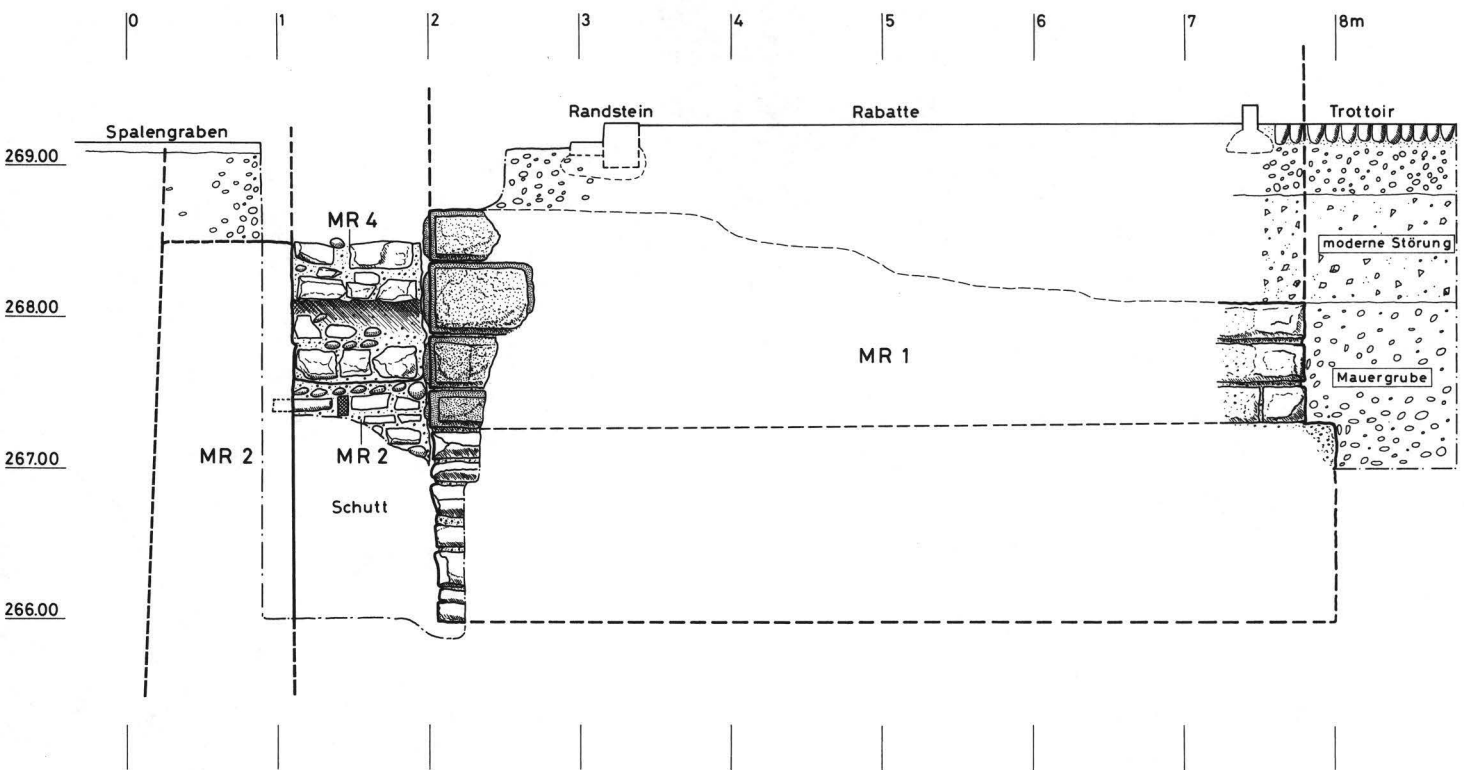 0 1 2 3 4 5 6 7 8m
Randstein Rabatte Trottoir
Spalengraben
269.00
MR 4
moderne Störung
268.00
MR 1
Mauergrube
MR 2 MR 2
267.00
Schutt
266.00